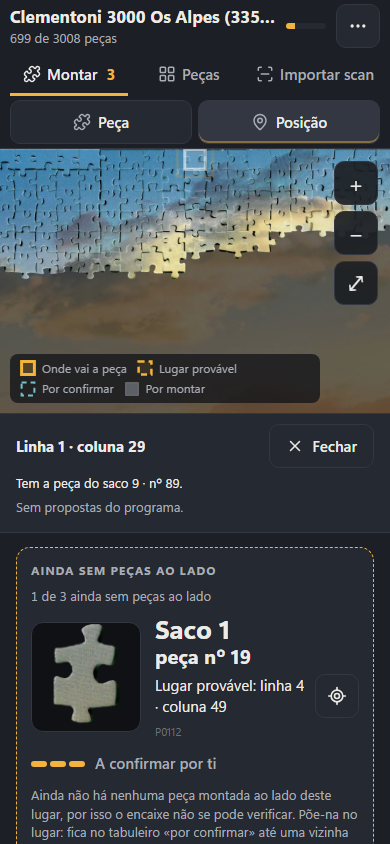 Clementoni 3000 Os Alpes (335...
699 de 3008 peças
Montar 3
Peças
Importar scan
Peça
Posição
Onde vai a peça
Lugar provável
Por confirmar
Por montar
Linha 1 · coluna 29
Fechar
Tem a peça do saco 9 · nº 89.
Sem propostas do programa.
AINDA SEM PEÇAS AO LADO
1 de 3 ainda sem peças ao lado
Saco 1
peça nº 19
Lugar provável: linha 4
· coluna 49
P0112
A confirmar por ti
Ainda não há nenhuma peça montada ao lado deste
lugar, por isso o encaixe não se pode verificar. Põe-na no
lugar: fica no tabuleiro «por confirmar» até uma vizinha